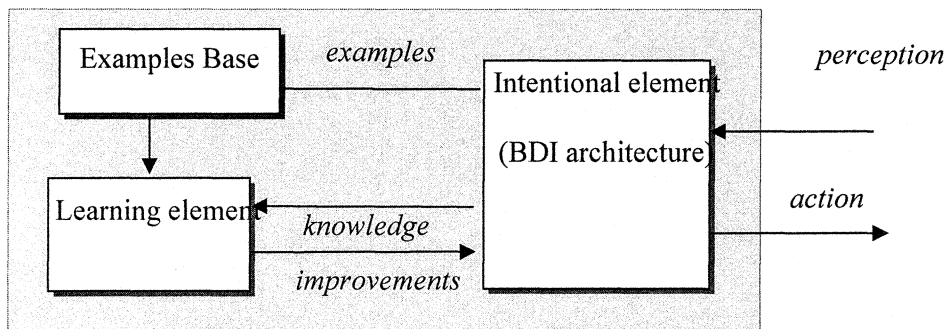 Examples Base
examples
perception
Intentional element
(BDI architecture)
Learning element
knowledge
improvements
action